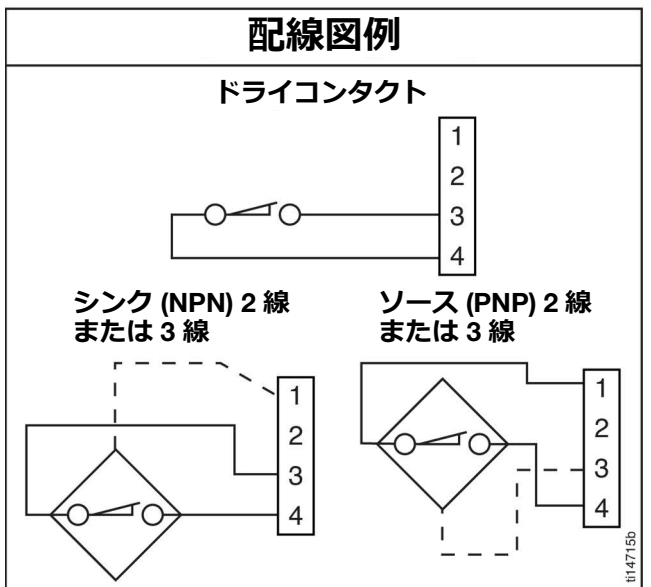 配線図例
ドライコンタクト
1
2
3
4
シンク (NPN) 2 線
または 3 線
1
2
3
4
ソース (PNP) 2 線
または 3 線
1
2
3
4
ti14715b